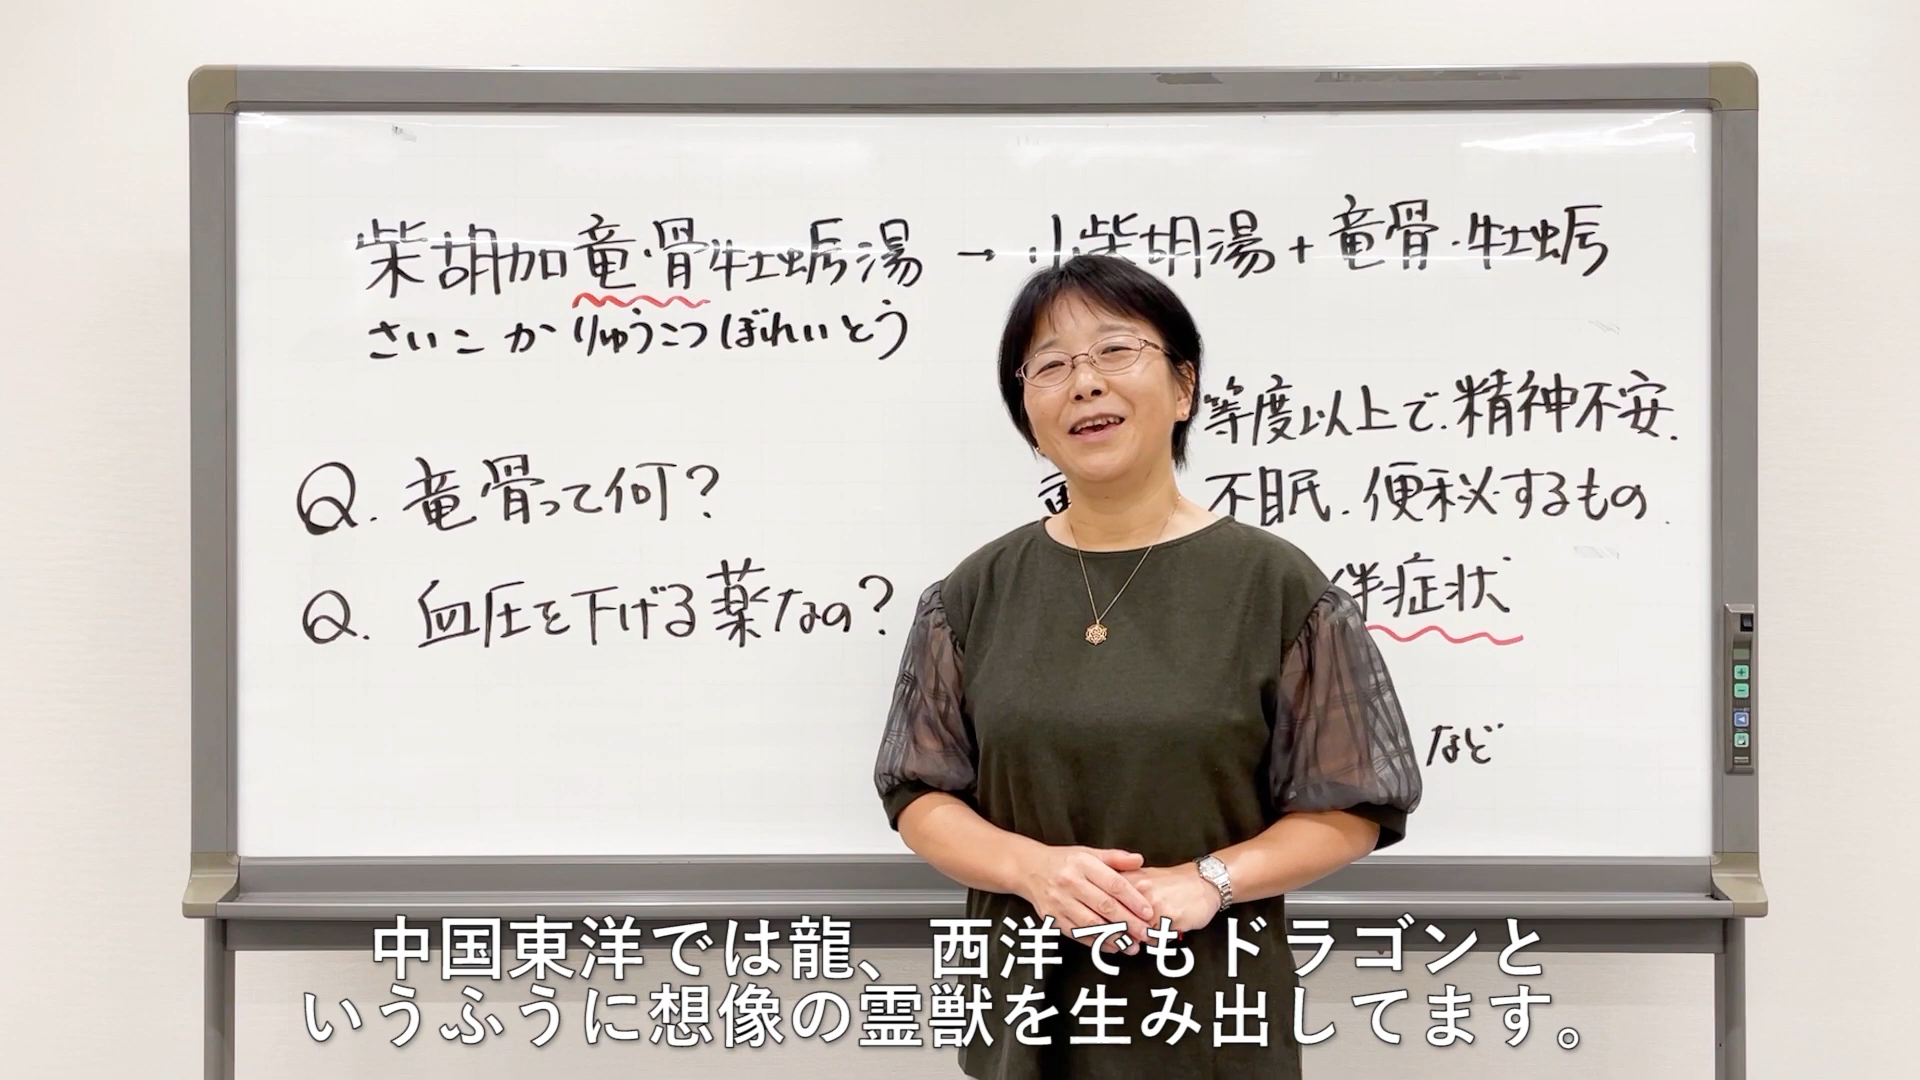 柴胡加竜骨牡蛎湯 → 小柴胡湯+竜骨・牡蛎
さいこ か りゅうこつ ぼれいとう
Q. 竜骨って何?
Q. 血圧を下げる薬なの?
等度以上で.精神不安.
不眠.便秘するもの.
伴症状
など
中国東洋では龍、西洋でもドラゴンと
いうふうに想像の霊獣を生み出してます。